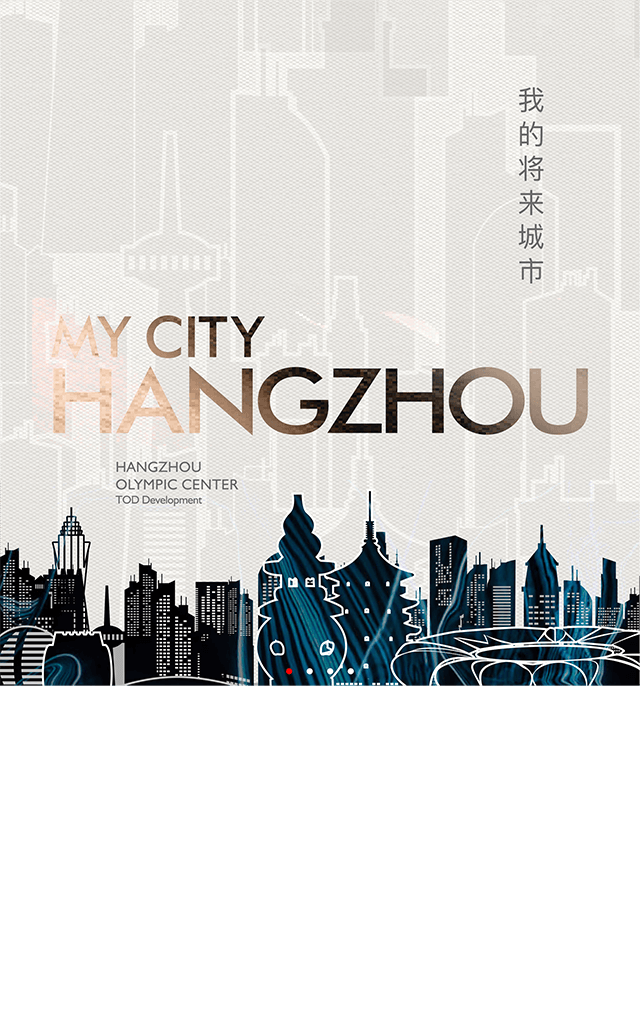 我的将来城市
MY CITY
HANGZHOU
HANGZHOU
OLYMPIC CENTER
TOD Development